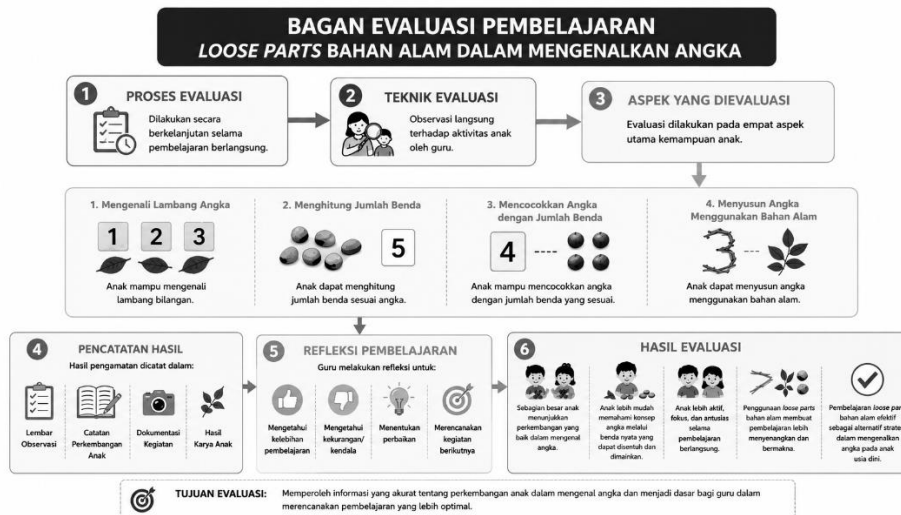 BAGAN EVALUASI PEMBELAJARAN
LOOSE PARTS BAHAN ALAM DALAM MENGENALKAN ANGKA
1
PROSES EVALUASI
Dilakukan secara
berkelanjutan selama
pembelajaran berlangsung.
2
TEKNIK EVALUASI
Observasi langsung
terhadap aktivitas anak
oleh guru.
3
ASPEK YANG DIEVALUASI
Evaluasi dilakukan pada empat aspek
utama kemampuan anak.
1. Mengenali Lambang Angka
1 2 3
Anak mampu mengenali
lambang bilangan.
2. Menghitung Jumlah Benda
5
Anak dapat menghitung
jumlah benda sesuai angka.
3. Mencocokkan Angka
dengan Jumlah Benda
4
Anak mampu mencocokkan angka
dengan jumlah benda yang sesuai.
4. Menyusun Angka
Menggunakan Bahan Alam
3
Anak dapat menyusun angka
menggunakan bahan alam.
4
PENCATATAN HASIL
Hasil pengamatan dicatat dalam:
Lembar
Observasi
Catatan
Perkembangan
Anak
Dokumentasi
Kegiatan
Hasil
Karya Anak
5
REFLEKSI PEMBELAJARAN
Guru melakukan refleksi untuk:
Mengetahui
kelebihan
pembelajaran
Mengetahui
kekurangan/
kendala
Menentukan
perbaikan
Merencanakan
kegiatan
berikutnya
6
HASIL EVALUASI
Sebagian besar anak
menunjukkan
perkembangan yang
baik dalam mengenal
angka.
Anak lebih mudah
memahami konsep
angka melalui
benda nyata yang
dapat disentuh dan
dimainkan.
Anak lebih aktif,
fokus, dan antusias
selama
pembelajaran
berlangsung.
Penggunaan loose parts
bahan alam membuat
pembelajaran lebih
menyenangkan dan
bermakna.
Pembelajaran loose par
bahan alam efektif
sebagai alternatif strate
dalam mengenalkan
angka pada anak
usia dini.
TUJUAN EVALUASI:
Memperoleh informasi yang akurat tentang perkembangan anak dalam mengenal angka dan menjadi dasar bagi guru dalam
merencanakan pembelajaran yang lebih optimal.